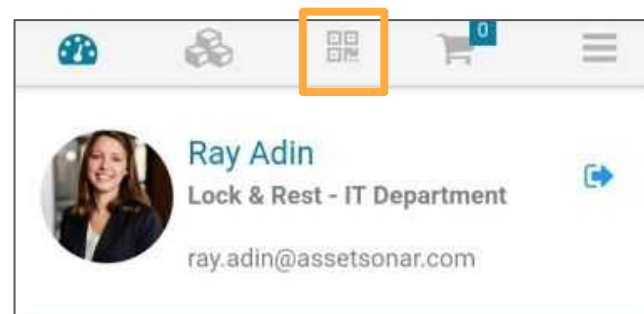 0
Ray Adin
Lock & Rest - IT Department
ray.adin@assetsonar.com